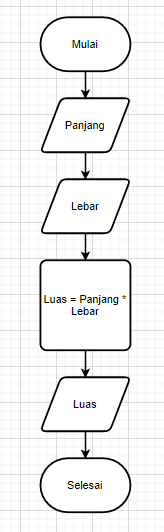 Mulai
Panjang
Lebar
Luas = Panjang *
Lebar
Luas
Selesai